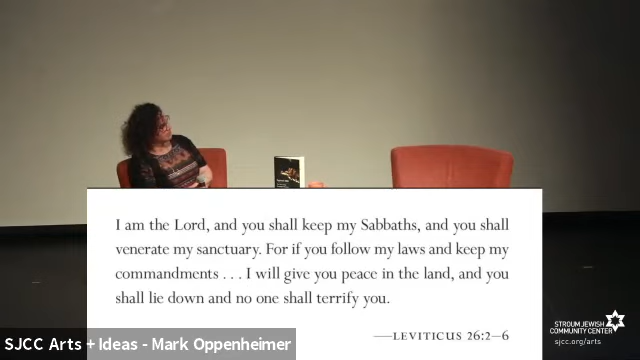 I am the Lord, and you shall keep my Sabbaths, and you shall
venerate my sanctuary. For if you follow my laws and keep my
commandments . . . I will give you peace in the land, and you
shall lie down and no one shall terrify you.
—LEVITICUS 26:2–6
SJCC Arts + Ideas - Mark Oppenheimer
STROUM JEWISH
COMMUNITY CENTER
sjcc.org/arts